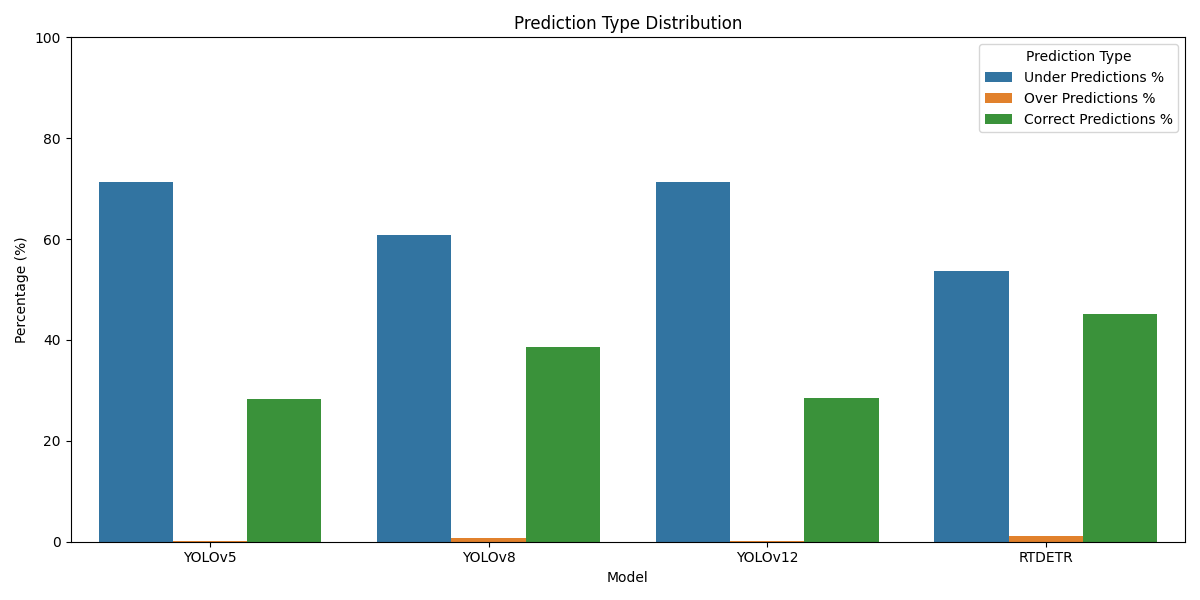 Prediction Type Distribution
Prediction Type
Under Predictions %
Over Predictions %
Correct Predictions %
Percentage (%)
100
80
60
40
20
0
YOLOv5 YOLOv8 YOLOv12 RTDETR
Model